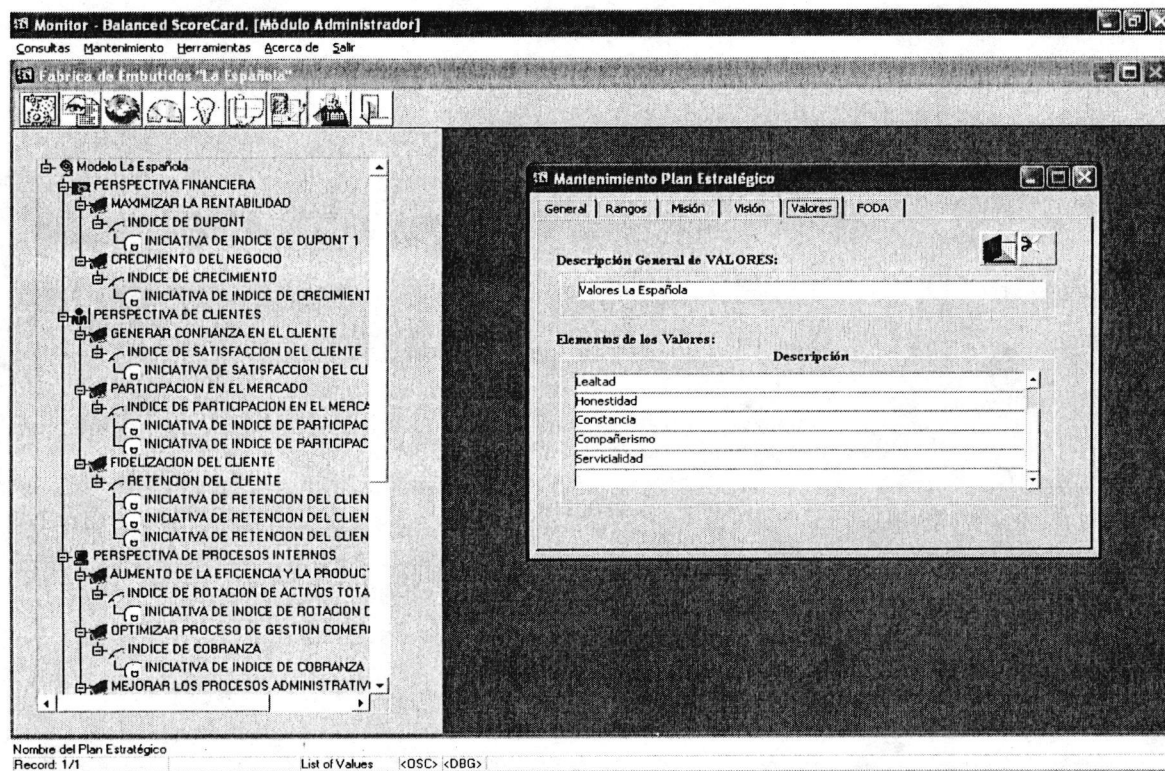 Monitor - Balanced ScoreCard. [Módulo Administrador]
Consultas Mantenimiento Herramientas Acerca de Salir
Fabrica de Embutidos "La Española"
Modelo La Española
PERSPECTIVA FINANCIERA
MAXIMIZAR LA RENTABILIDAD
INDICE DE DUPONT
INICIATIVA DE INDICE DE DUPONT 1
CRECIMIENTO DEL NEGOCIO
INDICE DE CRECIMIENTO
INICIATIVA DE INDICE DE CRECIMIENT
PERSPECTIVA DE CLIENTES
GENERAR CONFIANZA EN EL CLIENTE
INDICE DE SATISFACCION DEL CLIENTE
INICIATIVA DE SATISFACCION DEL CLI
PARTICIPACION EN EL MERCADO
INDICE DE PARTICIPACION EN EL MERCA
INICIATIVA DE INDICE DE PARTICIPAC
INICIATIVA DE INDICE DE PARTICIPAC
FIDELIZACION DEL CLIENTE
RETENCION DEL CLIENTE
INICIATIVA DE RETENCION DEL CLIEN
INICIATIVA DE RETENCION DEL CLIEN
INICIATIVA DE RETENCION DEL CLIEN
PERSPECTIVA DE PROCESOS INTERNOS
AUMENTO DE LA EFICIENCIA Y LA PRODUCT
INDICE DE ROTACION DE ACTIVOS TOTA
INICIATIVA DE INDICE DE ROTACION D
OPTIMIZAR PROCESO DE GESTION COMERI
INDICE DE COBRANZA
INICIATIVA DE INDICE DE COBRANZA
MEJORAR LOS PROCESOS ADMINISTRATIVI
Mantenimiento Plan Estratégico
General Rangos Misión Visión Valores FODA
Descripción General de VALORES:
Valores La Española
Elementos de los Valores:
Descripción
Lealtad
Honestidad
Constancia
Compañerismo
Servicialidad
Nombre del Plan Estratégico
Record: 1/1 List of Values <OSC> <DBG>